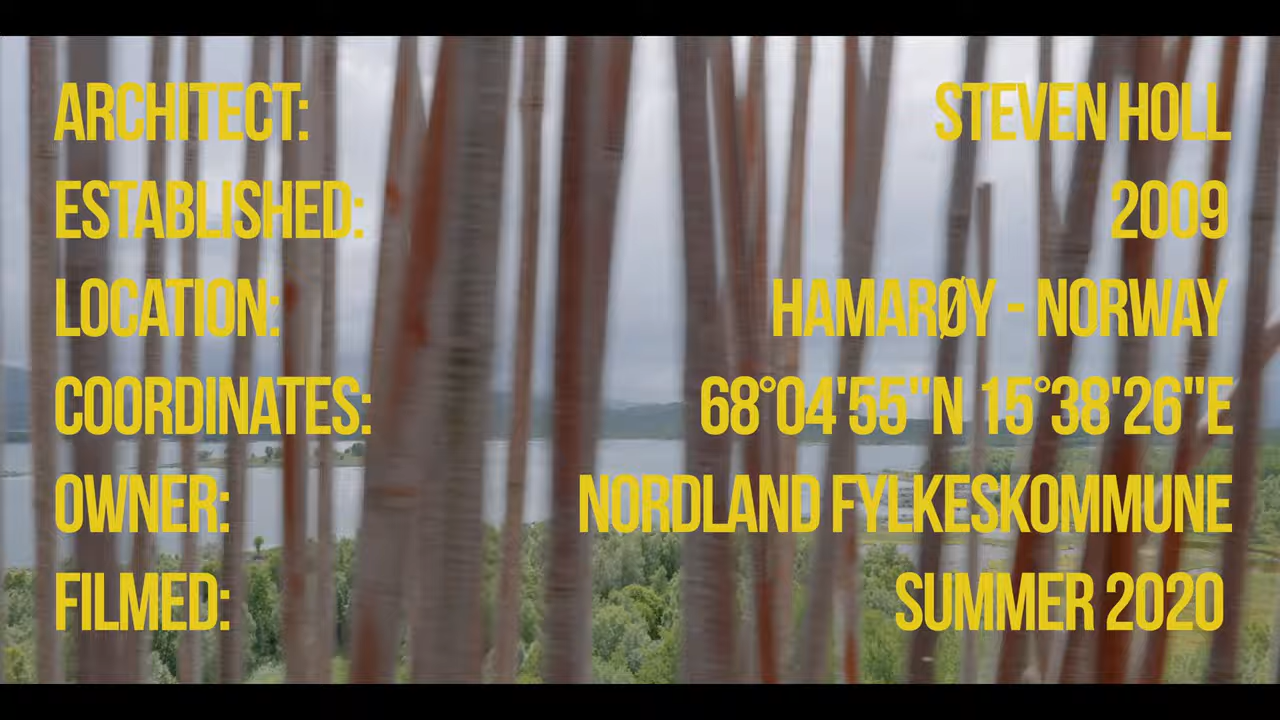 ARCHITECT: STEVEN HOLL
ESTABLISHED: 2009
LOCATION: HAMARØY - NORWAY
COORDINATES: 68°04'55"N 15°38'26"E
OWNER: NORDLAND FYLKESKOMMUNE
FILMED: SUMMER 2020